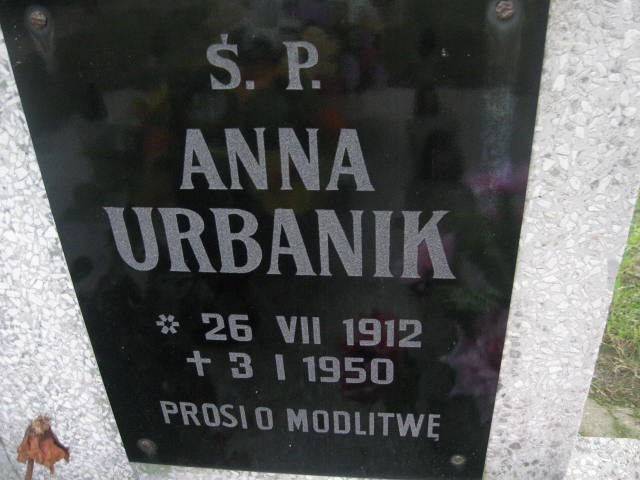 Ś. P.
ANNA
URBANIK
* 26 VII 1912
+ 3 I 1950
PROSI O MODLITWĘ